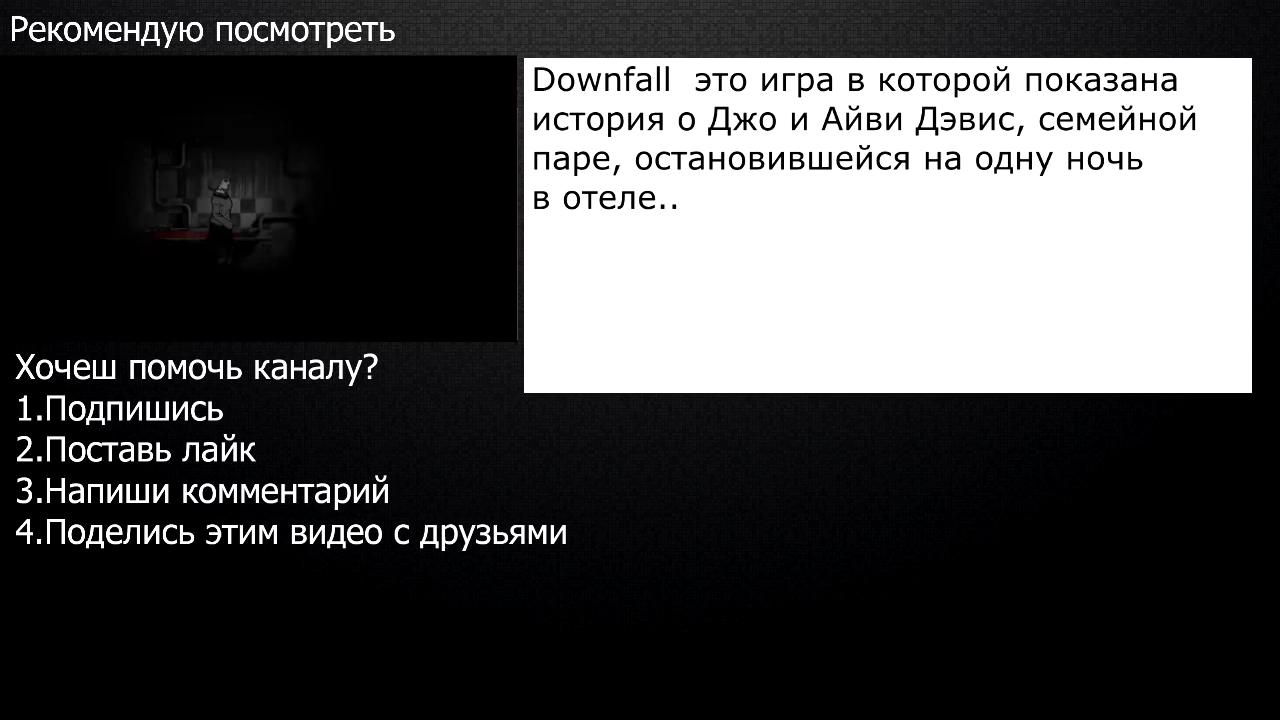 Рекомендую посмотреть
Downfall  это игра в которой показана
история о Джо и Айви Дэвис, семейной
паре, остановившейся на одну ночь
в отеле..
Хочеш помочь каналу?
1.Подпишись
2.Поставь лайк
3.Напиши комментарий
4.Поделись этим видео с друзьями